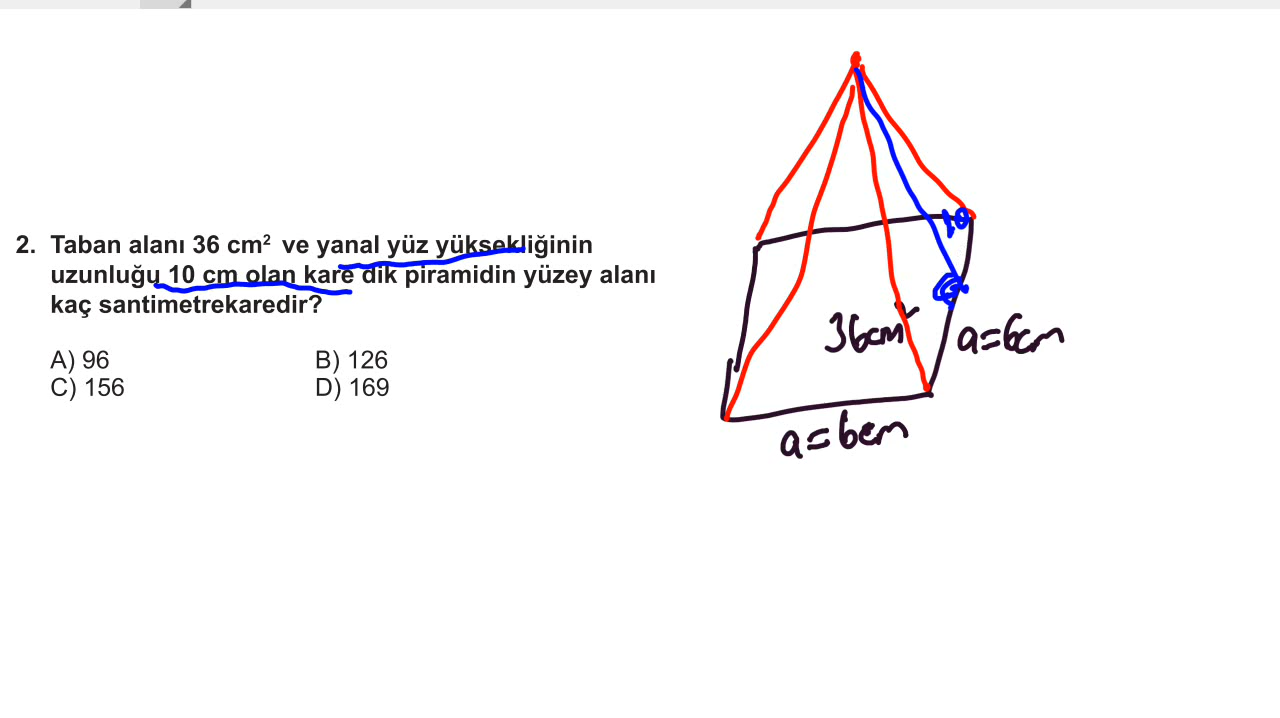 2. Taban alanı 36 cm² ve yanal yüz yüksekliğinin
uzunluğu 10 cm olan kare dik piramidin yüzey alanı
kaç santimetrekaredir?
A) 96 B) 126
C) 156 D) 169
10
36cm²
a=6cm
a=6cm